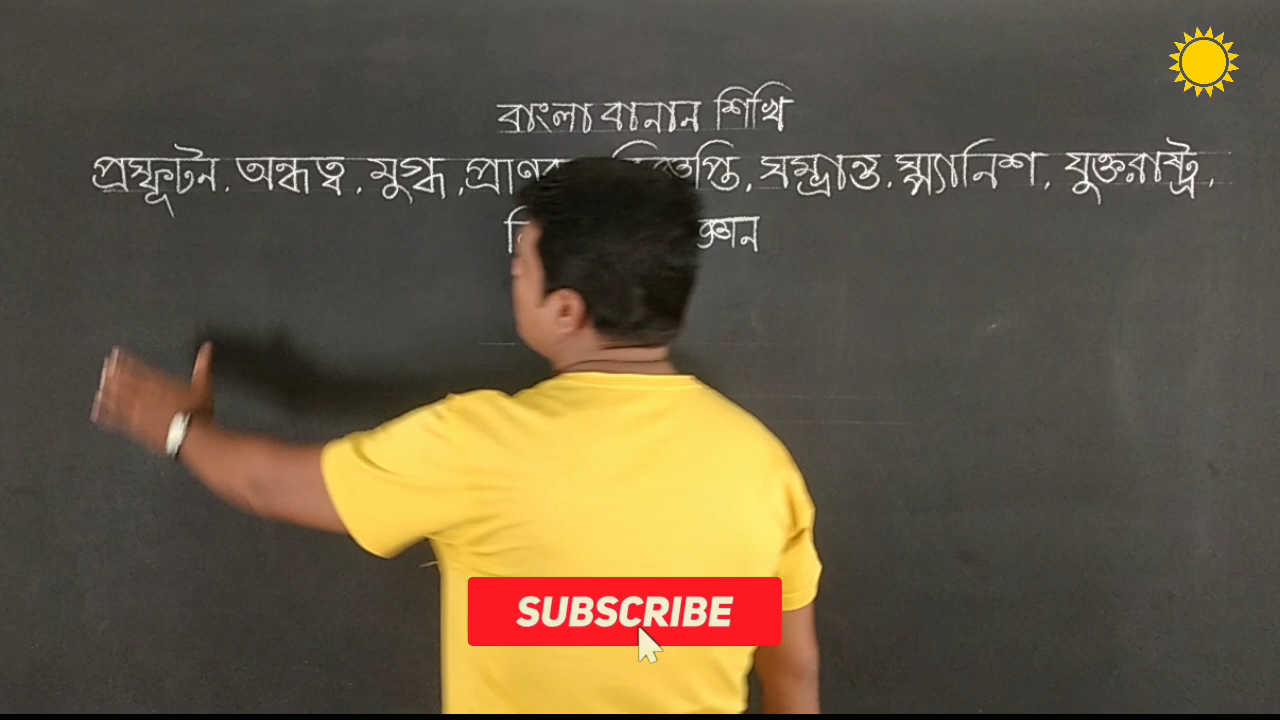 বাংলা বানান শিখি
প্রস্ফূটন, অন্ধত্ব, মুগ্ধ, সম্ভ্রান্ত, স্প্যানিশ, যুক্তরাষ্ট্র,
SUBSCRIBE